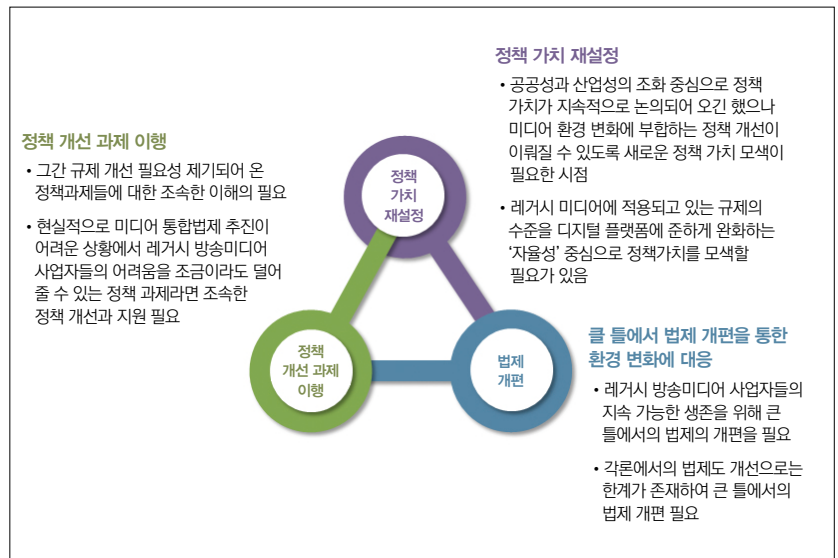 정책 가치 재설정
• 공공성과 산업성의 조화 중심으로 정책
가치가 지속적으로 논의되어 오긴 했으나
미디어 환경 변화에 부합하는 정책 개선이
이뤄질 수 있도록 새로운 정책 가치 모색이
필요한 시점
• 레거시 미디어에 적용되고 있는 규제의
수준을 디지털 플랫폼에 준하게 완화하는
‘자율성’ 중심으로 정책가치를 모색할
필요가 있음
정책 개선 과제 이행
• 그간 규제 개선 필요성 제기되어 온
정책과제들에 대한 조속한 이해의 필요
• 현실적으로 미디어 통합법제 추진이
어려운 상황에서 레거시 방송미디어
사업자들의 어려움을 조금이라도 덜어
줄 수 있는 정책 과제라면 조속한
정책 개선과 지원 필요
정책
가치
재설정
정책
개선 과제
이행
법제
개편
클 틀에서 법제 개편을 통한
환경 변화에 대응
• 레거시 방송미디어 사업자들의
지속 가능한 생존을 위해 큰
틀에서의 법제의 개편을 필요
• 각론에서의 법제도 개선으로는
한계가 존재하여 큰 틀에서의
법제 개편 필요